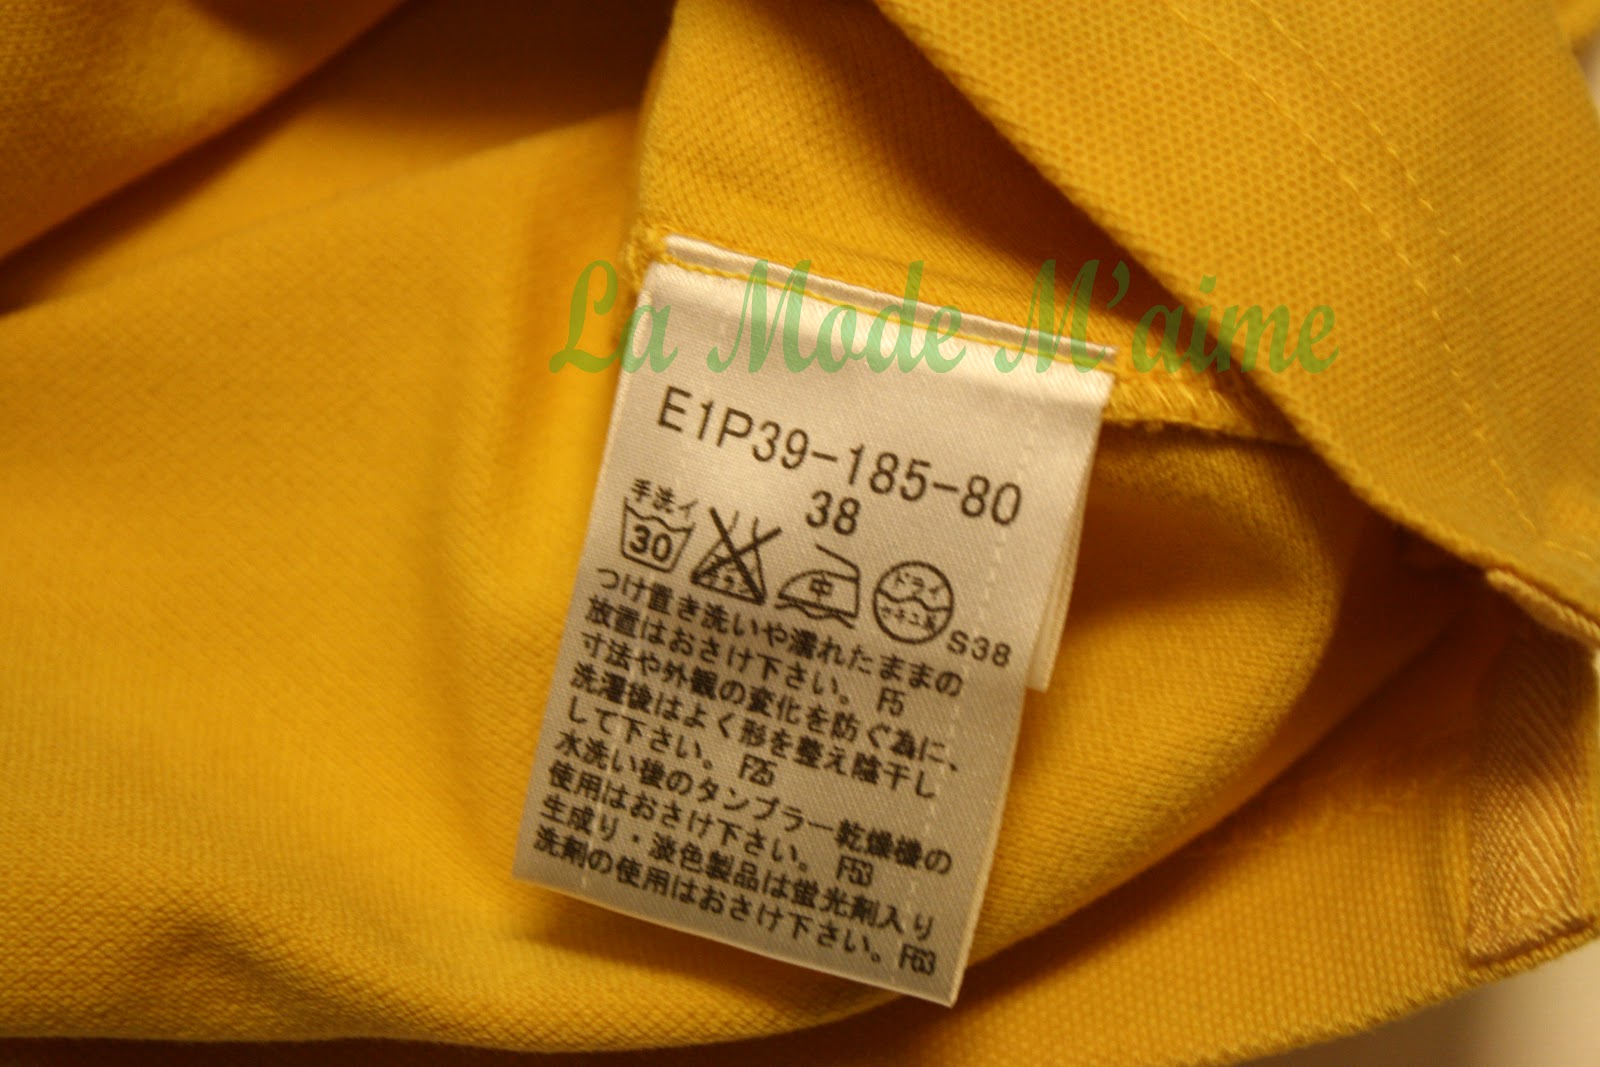 La Mode M'aime
E1P39-185-80
38
手洗イ
30
中
ドライ
セキユ系
S38
つけ置き洗いや濡れたままの
放置はおさけ下さい。 F5
寸法や外観の変化を防ぐ為に、
洗濯後はよく形を整え陰干し
して下さい。 F25
水洗い後のタンブラー乾燥機の
使用はおさけ下さい。 F53
生成り・淡色製品は蛍光剤入り
洗剤の使用はおさけ下さい。F63